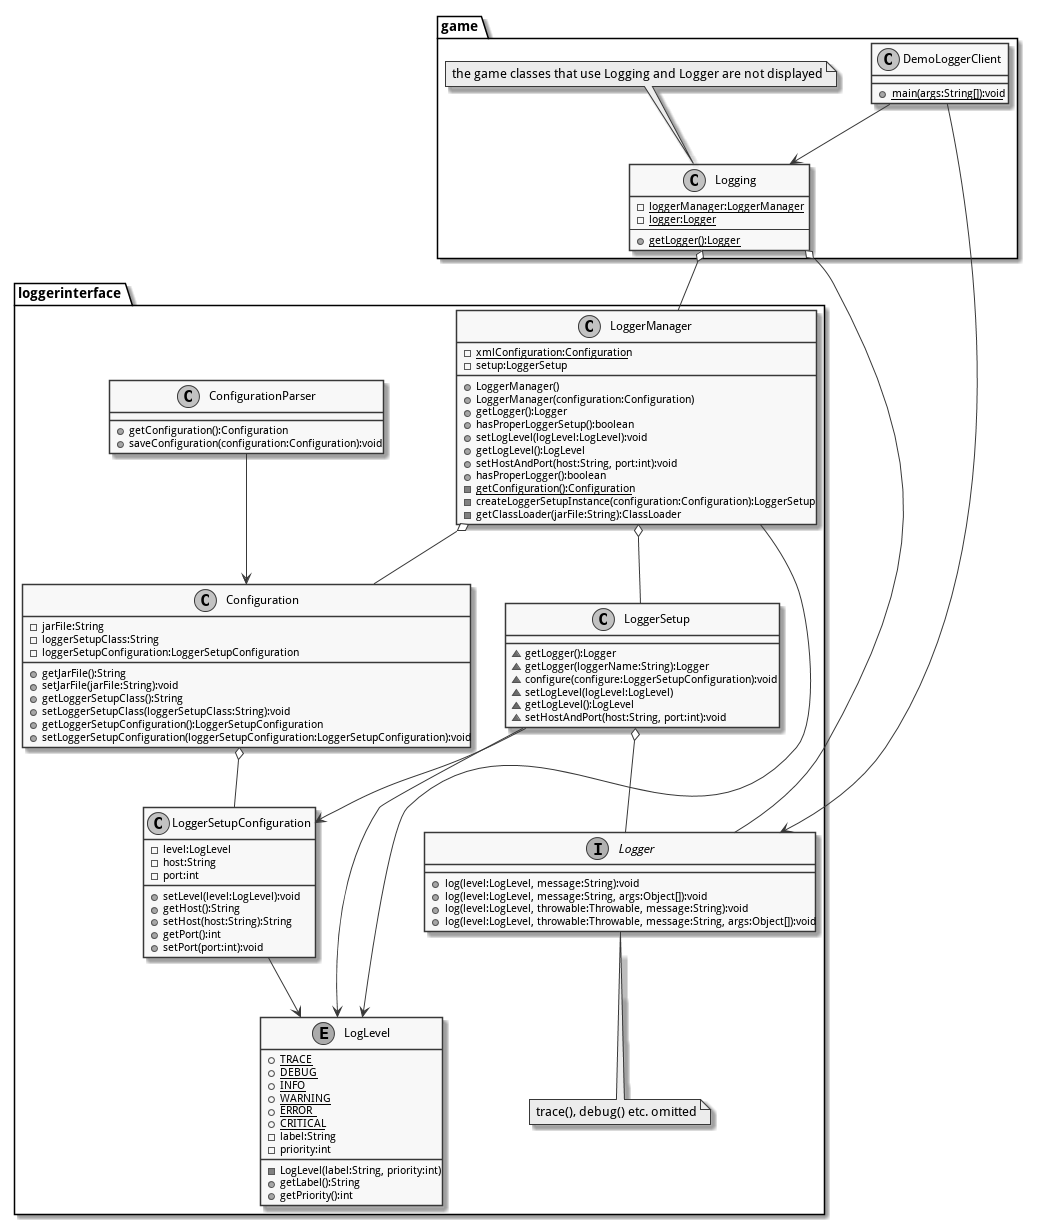 game
C DemoLoggerClient
main(args:String[]):void
the game classes that use Logging and Logger are not displayed
C Logging
loggerManager:LoggerManager
logger:Logger
getLogger():Logger
loggerinterface
C LoggerManager
xmlConfiguration:Configuration
setup:LoggerSetup
LoggerManager()
LoggerManager(configuration:Configuration)
getLogger():Logger
hasProperLoggerSetup():boolean
setLogLevel(logLevel:LogLevel):void
getLogLevel():LogLevel
setHostAndPort(host:String, port:int):void
hasProperLogger():boolean
getConfiguration():Configuration
createLoggerSetupInstance(configuration:Configuration):LoggerSetup
getClassLoader(jarFile:String):ClassLoader
C ConfigurationParser
getConfiguration():Configuration
saveConfiguration(configuration:Configuration):void
C Configuration
jarFile:String
loggerSetupClass:String
loggerSetupConfiguration:LoggerSetupConfiguration
getJarFile():String
setJarFile(jarFile:String):void
getLoggerSetupClass():String
setLoggerSetupClass(loggerSetupClass:String):void
getLoggerSetupConfiguration():LoggerSetupConfiguration
setLoggerSetupConfiguration(loggerSetupConfiguration:LoggerSetupConfiguration):void
C LoggerSetup
getLogger():Logger
getLogger(loggerName:String):Logger
configure(configure:LoggerSetupConfiguration):void
setLogLevel(logLevel:LogLevel)
getLogLevel():LogLevel
setHostAndPort(host:String, port:int):void
C LoggerSetupConfiguration
level:LogLevel
host:String
port:int
setLevel(level:LogLevel):void
getHost():String
setHost(host:String):String
getPort():int
setPort(port:int):void
I Logger
log(level:LogLevel, message:String):void
log(level:LogLevel, message:String, args:Object[]):void
log(level:LogLevel, throwable:Throwable, message:String):void
log(level:LogLevel, throwable:Throwable, message:String, args:Object[]):void
E LogLevel
TRACE
DEBUG
INFO
WARNING
ERROR
CRITICAL
label:String
priority:int
LogLevel(label:String, priority:int)
getLabel():String
getPriority():int
trace(), debug() etc. omitted